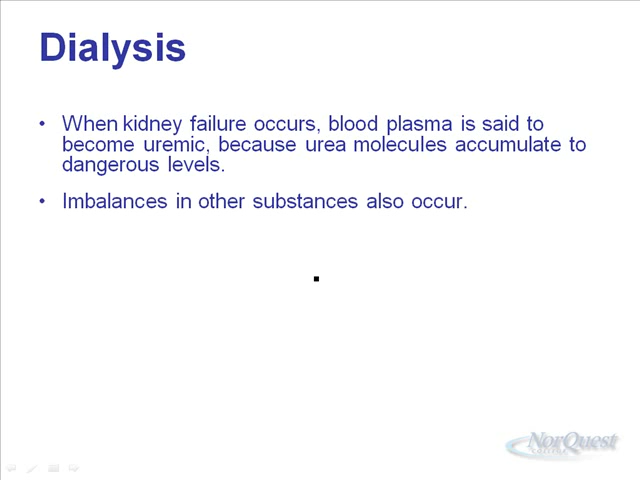 Dialysis
• When kidney failure occurs, blood plasma is said to
become uremic, because urea molecules accumulate to
dangerous levels.
• Imbalances in other substances also occur.
NorQuest